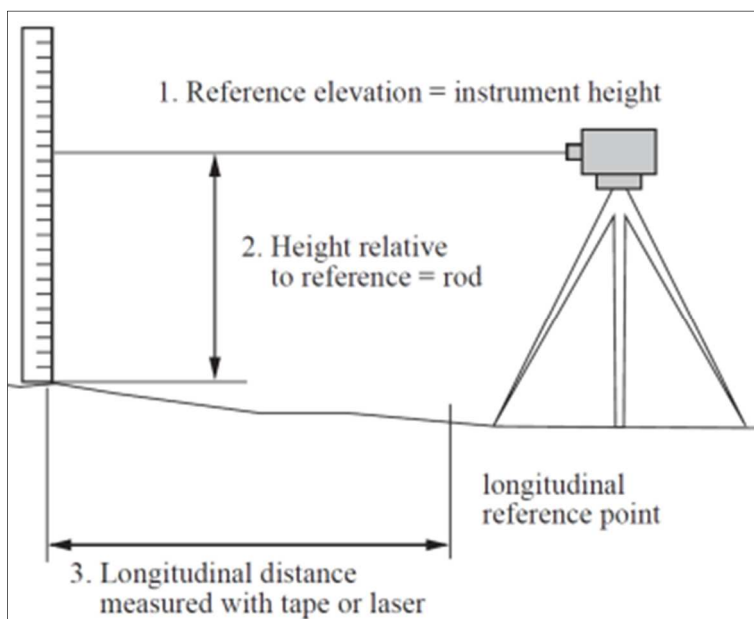 1. Reference elevation = instrument height
2. Height relative
to reference = rod
longitudinal
reference point
3. Longitudinal distance
measured with tape or laser